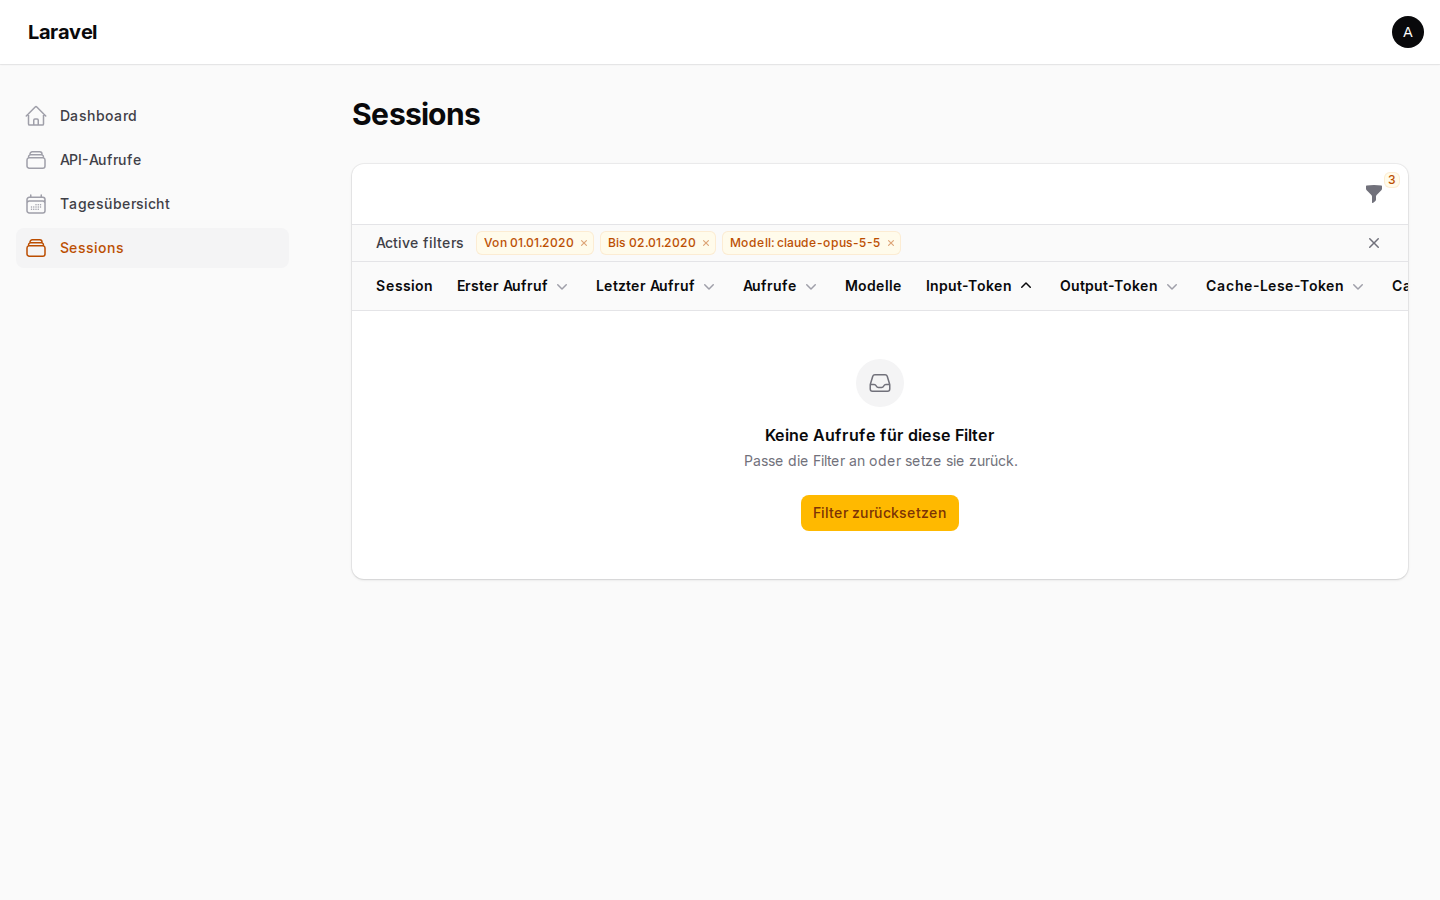 Laravel
A
Dashboard
API-Aufrufe
Tagesübersicht
Sessions
Sessions
3
Active filters Von 01.01.2020 Bis 02.01.2020 Modell: claude-opus-5-5
Session Erster Aufruf Letzter Aufruf Aufrufe Modelle Input-Token Output-Token Cache-Lese-Token Ca
Keine Aufrufe für diese Filter
Passe die Filter an oder setze sie zurück.
Filter zurücksetzen